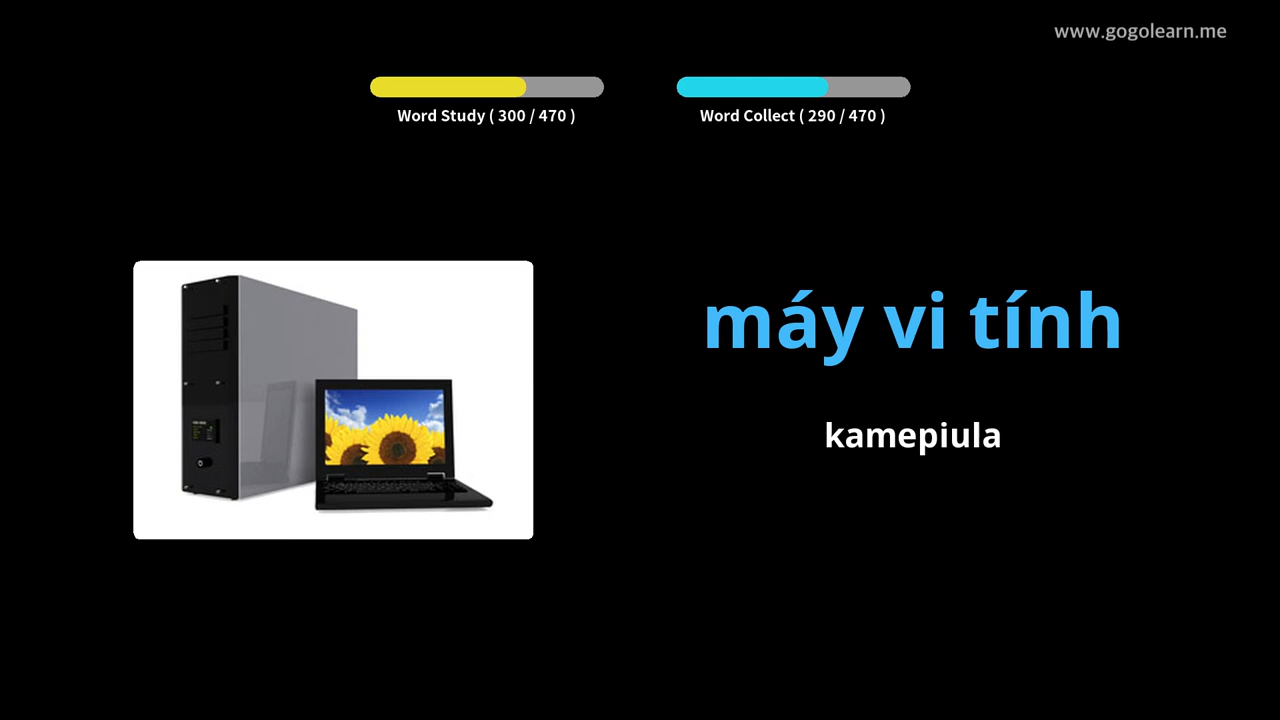 www.gogolearn.me
Word Study ( 300 / 470 )
Word Collect ( 290 / 470 )
máy vi tính
kamepiula